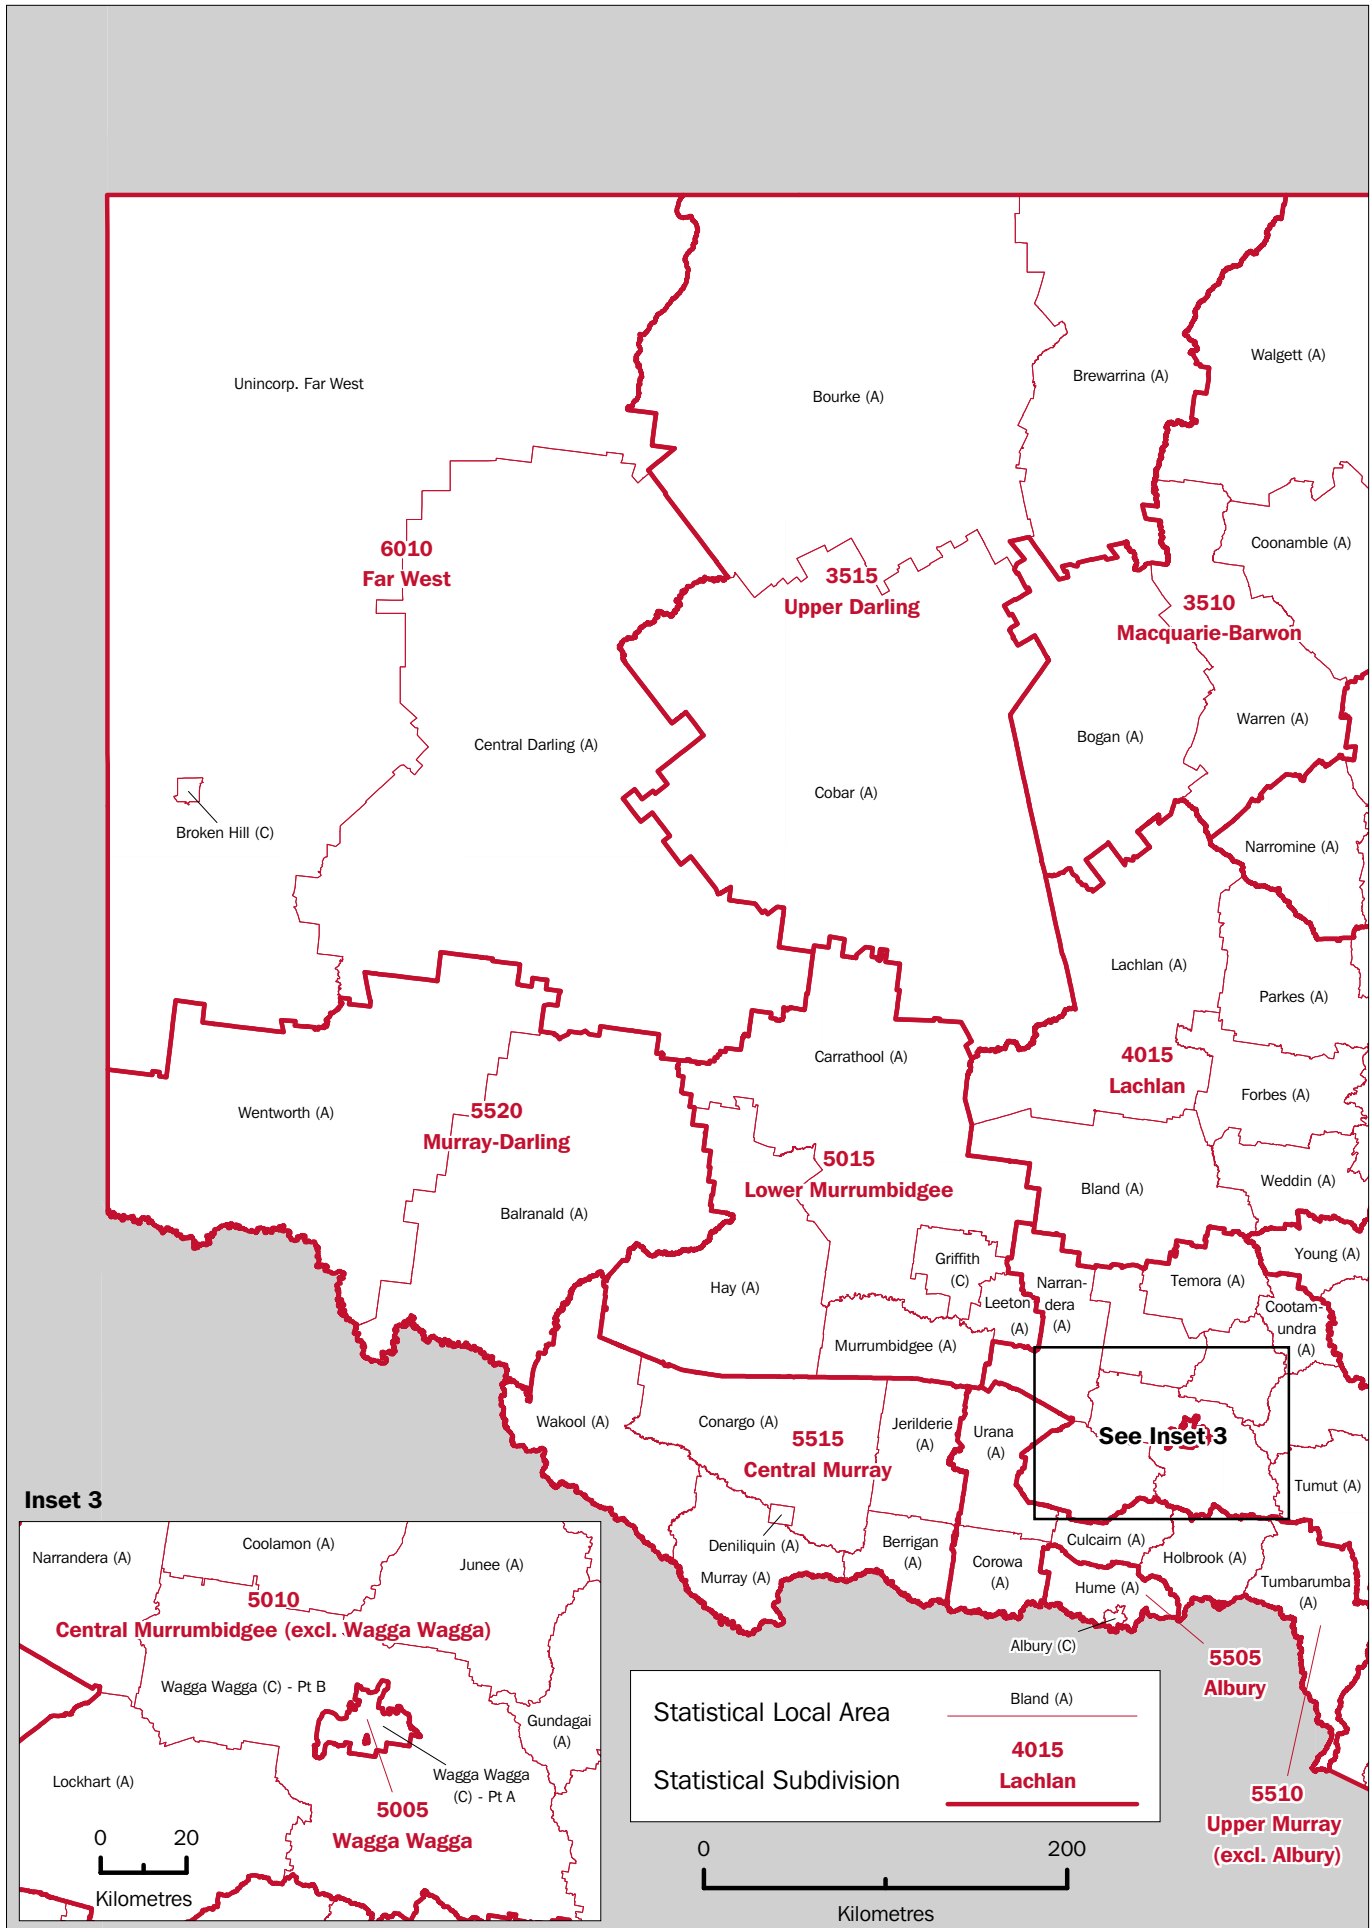 Unincorp. Far West
Bourke (A)
Brewarrina (A)
Walgett (A)
6010
Far West
3515
Upper Darling
Coonamble (A)
3510
Macquarie-Barwon
Central Darling (A)
Warren (A)
Bogan (A)
Cobar (A)
Broken Hill (C)
Narromine (A)
Lachlan (A)
Parkes (A)
Carrathool (A)
4015
Lachlan
Forbes (A)
Wentworth (A)
5520
Murray-Darling
5015
Lower Murrumbidgee
Bland (A)
Weddin (A)
Balranald (A)
Young (A)
Griffith
(C)
Hay (A)
Narran-
dera
(A)
Temora (A)
Leeton
(A)
Cootam-
undra
(A)
Murrumbidgee (A)
Wakool (A)
Conargo (A)
Jerilderie
(A)
Urana
(A)
5515
Central Murray
See Inset 3
Tumut (A)
Deniliquin (A)
Murray (A)
Berrigan
(A)
Corowa
(A)
Culcairn (A)
Holbrook (A)
Hume (A)
Tumbarumba
(A)
Albury (C)
5505
Albury
5510
Upper Murray
(excl. Albury)
Inset 3
Narrandera (A)
Coolamon (A)
Junee (A)
5010
Central Murrumbidgee (excl. Wagga Wagga)
Wagga Wagga (C) - Pt B
Gundagai
(A)
Lockhart (A)
Wagga Wagga
(C) - Pt A
5005
Wagga Wagga
0 20
Kilometres
Statistical Local Area
Bland (A)
Statistical Subdivision
4015
Lachlan
0 200
Kilometres